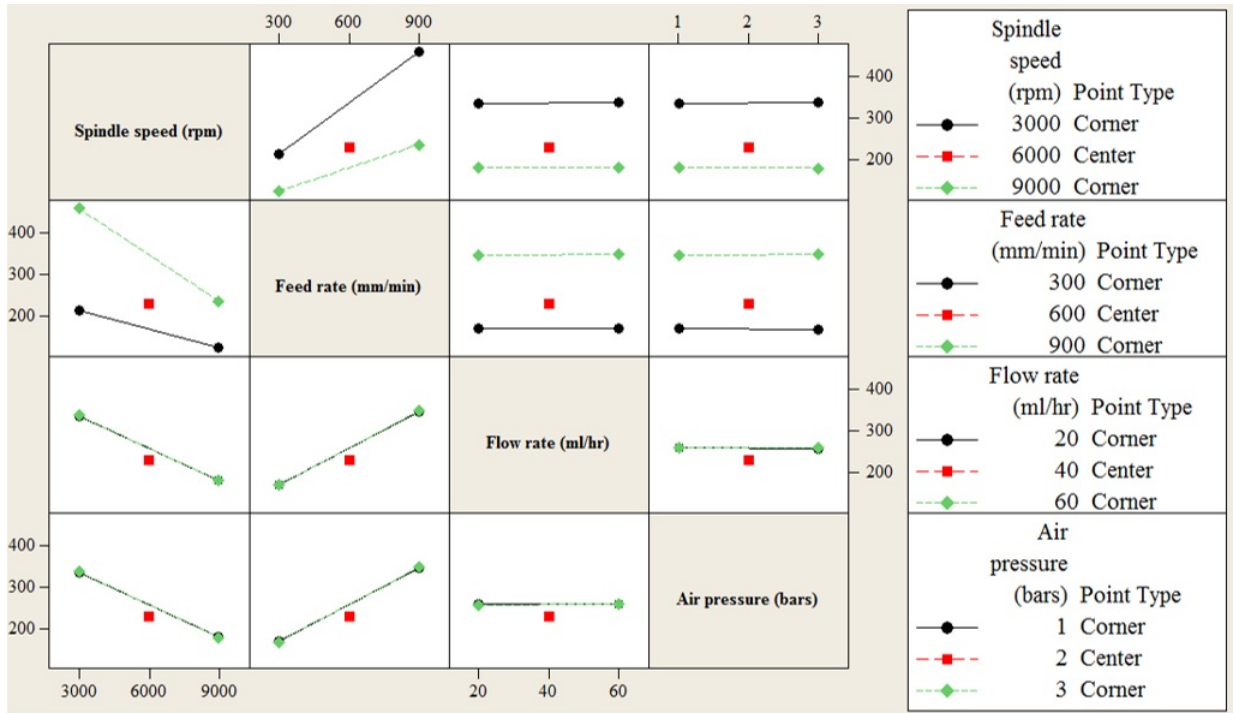 300 600 900
1 2 3
Spindle speed (rpm)
400
300
200
Spindle
speed
(rpm) Point Type
3000 Corner
6000 Center
9000 Corner
400
300
200
Feed rate (mm/min)
Feed rate
(mm/min) Point Type
300 Corner
600 Center
900 Corner
Flow rate (ml/hr)
400
300
200
Flow rate
(ml/hr) Point Type
20 Corner
40 Center
60 Corner
400
300
200
Air pressure (bars)
Air
pressure
(bars) Point Type
1 Corner
2 Center
3 Corner
3000 6000 9000
20 40 60